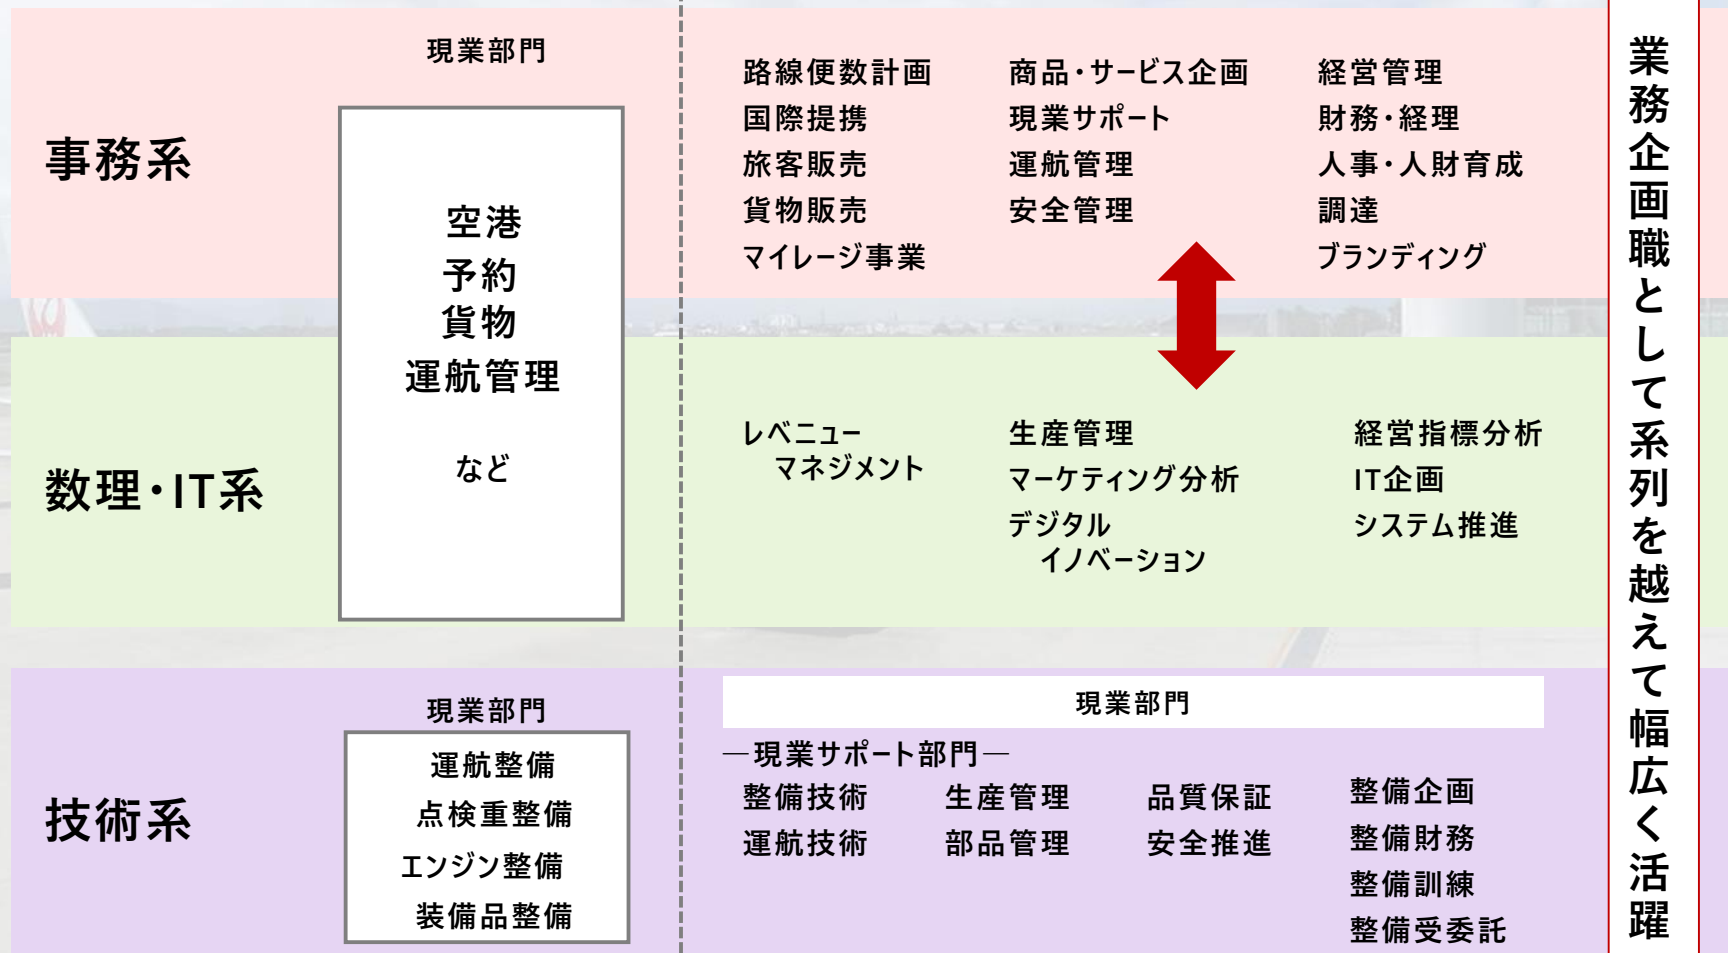 事務系
現業部門
空港
予約
貨物
運航管理
など
路線便数計画
国際提携
旅客販売
貨物販売
マイレージ事業
商品・サービス企画
現業サポート
運航管理
安全管理
経営管理
財務・経理
人事・人財育成
調達
ブランディング
数理・IT系
レベニュー
マネジメント
生産管理
マーケティング分析
デジタル
イノベーション
経営指標分析
IT企画
システム推進
技術系
現業部門
運航整備
点検重整備
エンジン整備
装備品整備
現業部門
―現業サポート部門―
整備技術
運航技術
生産管理
部品管理
品質保証
安全推進
整備企画
整備財務
整備訓練
整備受委託
業務企画職として系列を越えて幅広く活躍